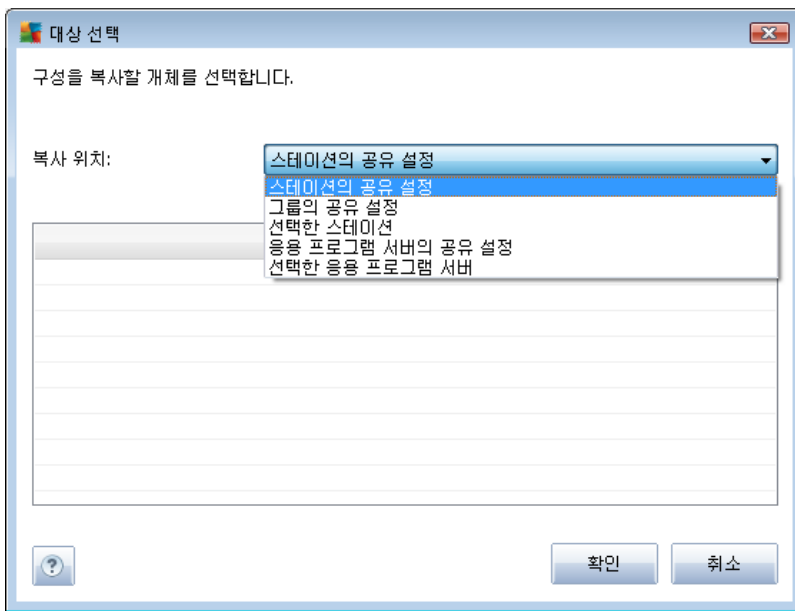 대상 선택
구성을 복사할 개체를 선택합니다.
복사 위치:
스테이션의 공유 설정
스테이션의 공유 설정
그룹의 공유 설정
선택한 스테이션
응용 프로그램 서버의 공유 설정
선택한 응용 프로그램 서버
?
확인
취소